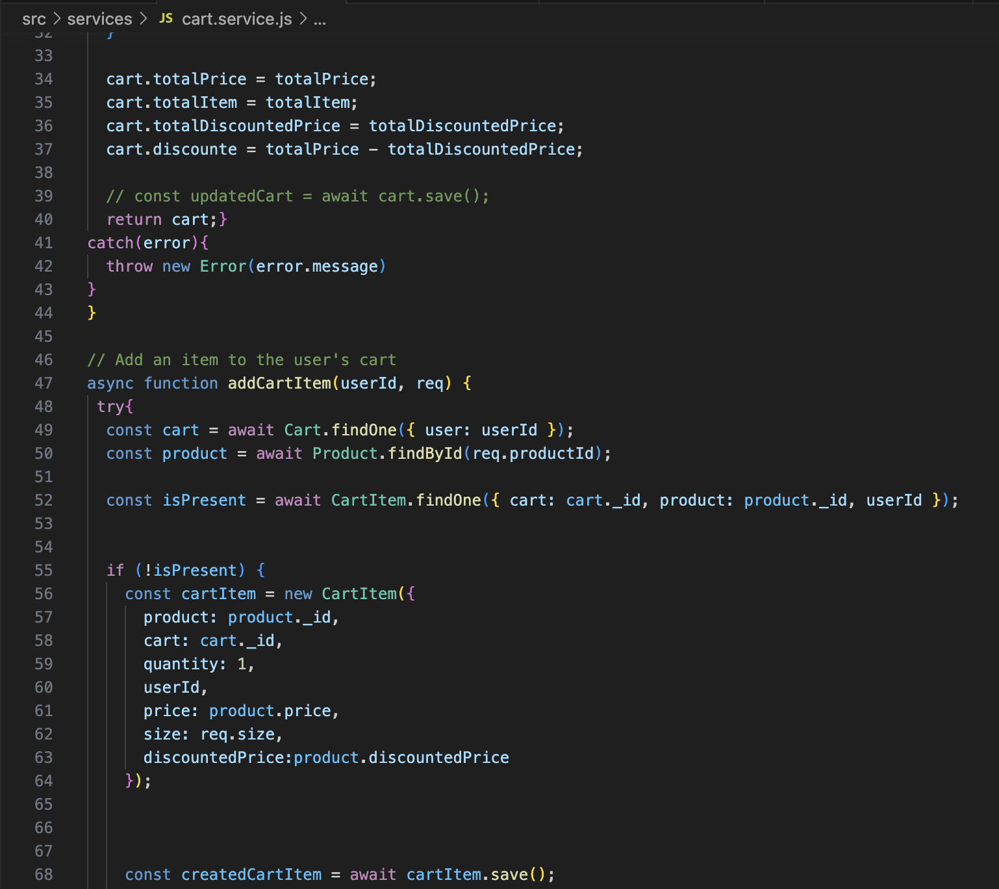 src > services > JS cart.service.js > ...
32 }
33
34 cart.totalPrice = totalPrice;
35 cart.totalItem = totalItem;
36 cart.totalDiscountedPrice = totalDiscountedPrice;
37 cart.discounte = totalPrice - totalDiscountedPrice;
38
39 // const updatedCart = await cart.save();
40 return cart;}
41 catch(error){
42 throw new Error(error.message)
43 }
44 }
45
46 // Add an item to the user's cart
47 async function addCartItem(userId, req) {
48 try{
49 const cart = await Cart.findOne({ user: userId });
50 const product = await Product.findById(req.productId);
51
52 const isPresent = await CartItem.findOne({ cart: cart._id, product: product._id, userId });
53
54
55 if (!isPresent) {
56 const cartItem = new CartItem({
57 product: product._id,
58 cart: cart._id,
59 quantity: 1,
60 userId,
61 price: product.price,
62 size: req.size,
63 discountedPrice:product.discountedPrice
64 });
65
66
67
68 const createdCartItem = await cartItem.save();